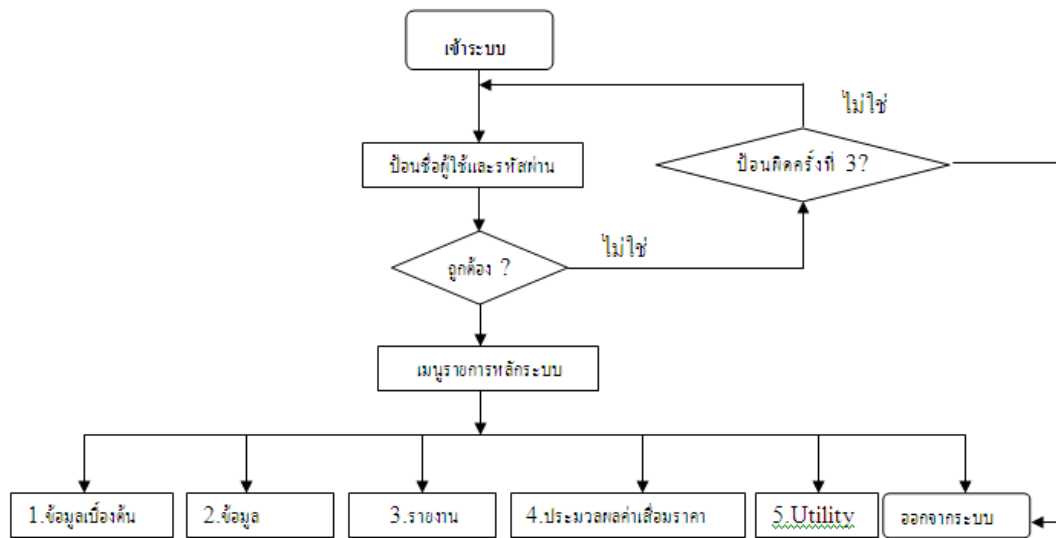 เข้าระบบ
ไม่ใช่
ป้อนชื่อผู้ใช้และรหัสผ่าน
ป้อนผิดครั้งที่ 3?
ไม่ใช่
ถูกต้อง ?
เมนูรายการหลักระบบ
1.ข้อมูลเบื้องต้น
2.ข้อมูล
3.รายงาน
4.ประมวลผลค่าเสื่อมราคา
5.Utility
ออกจากระบบ